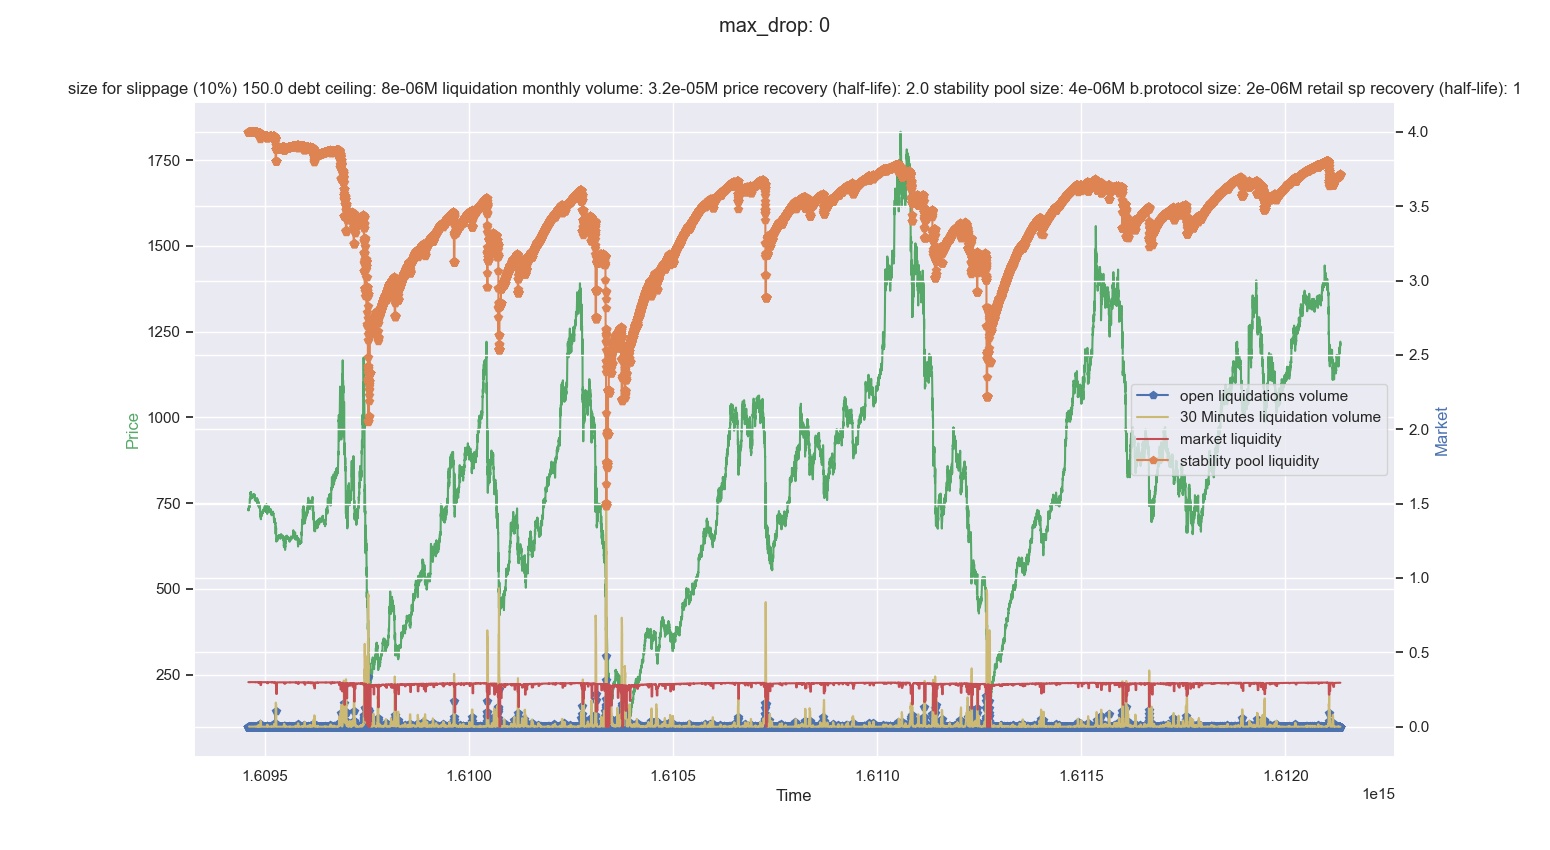 max_drop: 0
size for slippage (10%) 150.0 debt ceiling: 8e-06M liquidation monthly volume: 3.2e-05M price recovery (half-life): 2.0 stability pool size: 4e-06M b.protocol size: 2e-06M retail sp recovery (half-life): 1
1750
1500
1250
1000
750
500
250
Price
4.0
3.5
3.0
2.5
2.0
1.5
1.0
0.5
0.0
Market
open liquidations volume
30 Minutes liquidation volume
market liquidity
stability pool liquidity
1.6095
1.6100
1.6105
1.6110
1.6115
1.6120
Time
1e15